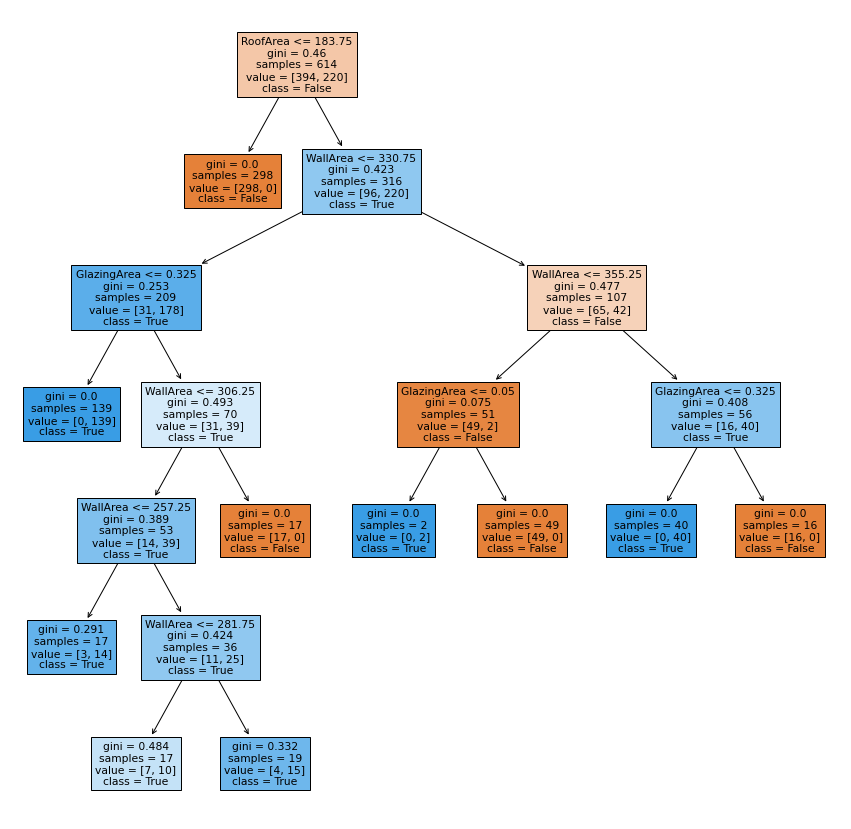 RoofArea <= 183.75
gini = 0.46
samples = 614
value = [394, 220]
class = False
gini = 0.0
samples = 298
value = [298, 0]
class = False
WallArea <= 330.75
gini = 0.423
samples = 316
value = [96, 220]
class = True
GlazingArea <= 0.325
gini = 0.253
samples = 209
value = [31, 178]
class = True
WallArea <= 355.25
gini = 0.477
samples = 107
value = [65, 42]
class = False
gini = 0.0
samples = 139
value = [0, 139]
class = True
WallArea <= 306.25
gini = 0.493
samples = 70
value = [31, 39]
class = True
GlazingArea <= 0.05
gini = 0.075
samples = 51
value = [49, 2]
class = False
GlazingArea <= 0.325
gini = 0.408
samples = 56
value = [16, 40]
class = True
WallArea <= 257.25
gini = 0.389
samples = 53
value = [14, 39]
class = True
gini = 0.0
samples = 17
value = [17, 0]
class = False
gini = 0.0
samples = 2
value = [0, 2]
class = True
gini = 0.0
samples = 49
value = [49, 0]
class = False
gini = 0.0
samples = 40
value = [0, 40]
class = True
gini = 0.0
samples = 16
value = [16, 0]
class = False
gini = 0.291
samples = 17
value = [3, 14]
class = True
WallArea <= 281.75
gini = 0.424
samples = 36
value = [11, 25]
class = True
gini = 0.484
samples = 17
value = [7, 10]
class = True
gini = 0.332
samples = 19
value = [4, 15]
class = True